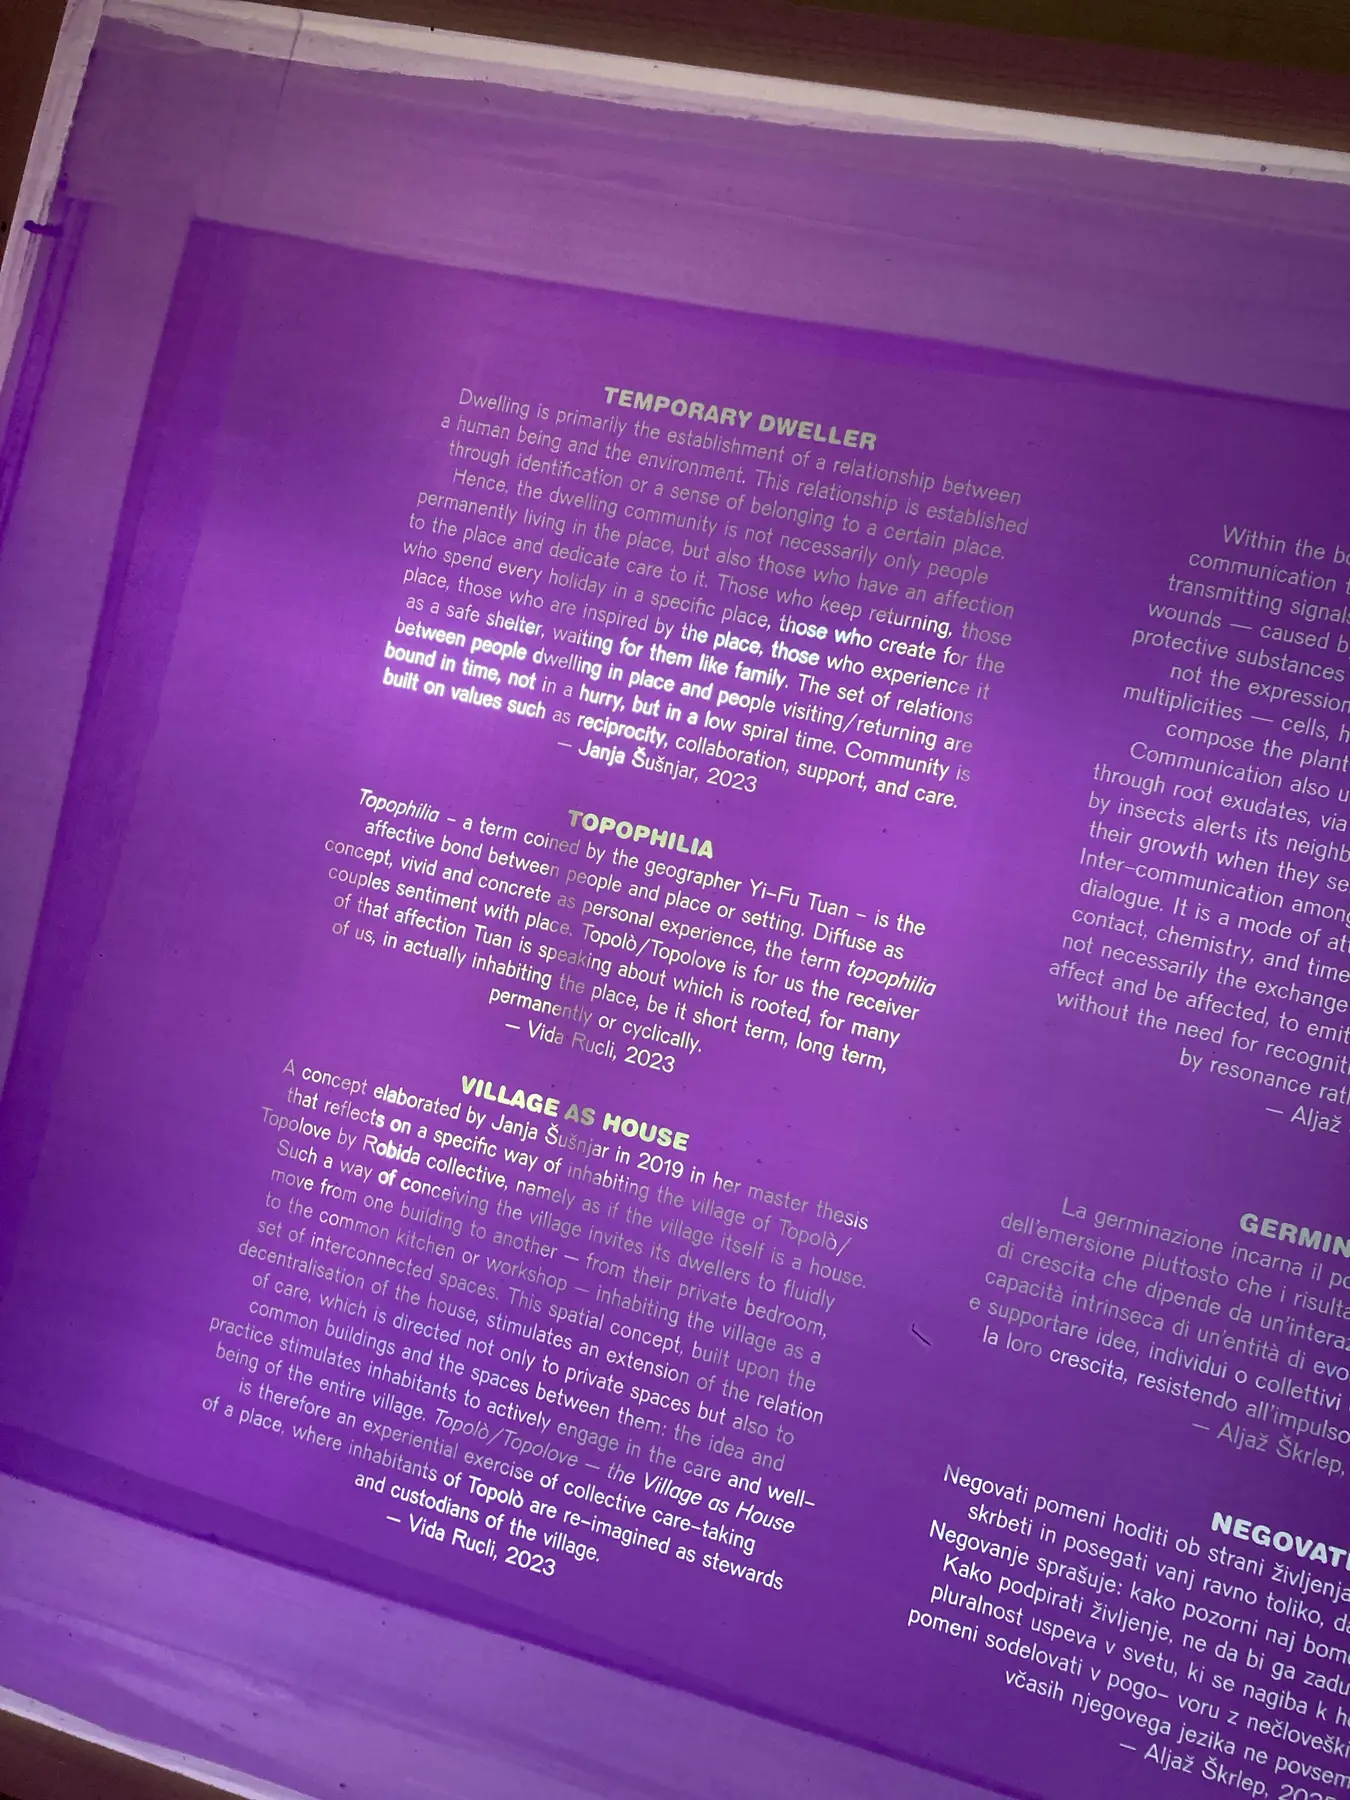 TEMPORARY DWELLER
Dwelling is primarily the establishment of a relationship between
a human being and the environment. This relationship is established
through identification or a sense of belonging to a certain place.
Hence, the dwelling community is not necessarily only people
permanently living in the place, but also those who have an affection
to the place and dedicate care to it. Those who keep returning, those
who spend every holiday in a specific place, those who create for the
place, those who are inspired by the place, those who experience it
as a safe shelter, waiting for them like family. The set of relations
between people dwelling in place and people visiting/returning are
bound in time, not in a hurry, but in a low spiral time. Community is
built on values such as reciprocity, collaboration, support, and care.
— Janja Šušnjar, 2023
TOPOPHILIA
Topophilia – a term coined by the geographer Yi-Fu Tuan – is the
affective bond between people and place or setting. Diffuse as
concept, vivid and concrete as personal experience, the term topophilia
couples sentiment with place. Topolò/Topolove is for us the receiver
of that affection Tuan is speaking about which is rooted, for many
of us, in actually inhabiting the place, be it short term, long term,
permanently or cyclically.
— Vida Rucli, 2023
VILLAGE AS HOUSE
A concept elaborated by Janja Šušnjar in 2019 in her master thesis
that reflects on a specific way of inhabiting the village of Topolò/
Topolove by Robida collective, namely as if the village itself is a house.
Such a way of conceiving the village invites its dwellers to fluidly
move from one building to another — from their private bedroom,
to the common kitchen or workshop — inhabiting the village as a
set of interconnected spaces. This spatial concept, built upon the
decentralisation of the house, stimulates an extension of the relation
of care, which is directed not only to private spaces but also to
common buildings and the spaces between them: the idea and
practice stimulates inhabitants to actively engage in the care and well-
being of the entire village. Topolò/Topolove — the Village as House
is therefore an experiential exercise of collective care-taking
of a place, where inhabitants of Topolò are re-imagined as stewards
and custodians of the village.
— Vida Rucli, 2023
Within the
communication
transmitting signals
wounds — caused
protective substances
not the expression
multiplicities — cells,
compose the plant
Communication also
through root exudates, via
by insects alerts its
their growth when they
Inter-communication among
dialogue. It is a mode of
contact, chemistry, and time
not necessarily the exchange
affect and be affected, to emit
without the need for
by resonance
— Aljaž
GERMIN
La germinazione incarna il
dell'emersione piuttosto che i
di crescita che dipende da
capacità intrinseca di un'entità di
e supportare idee, individui o collettivi
la loro crescita, resistendo all'impulso
— Aljaž Škrlep,
NEGOVATI
Negovati pomeni hoditi ob strani življenja
skrbeti in posegati vanj ravno toliko,
Negovanje sprašuje: kako pozorni naj
Kako podpirati življenje, ne da bi ga
pluralnost uspeva v svetu, ki se nagiba k
pomeni sodelovati v pogo- voru z
včasih njegovega jezika ne povsem
— Aljaž Škrlep,